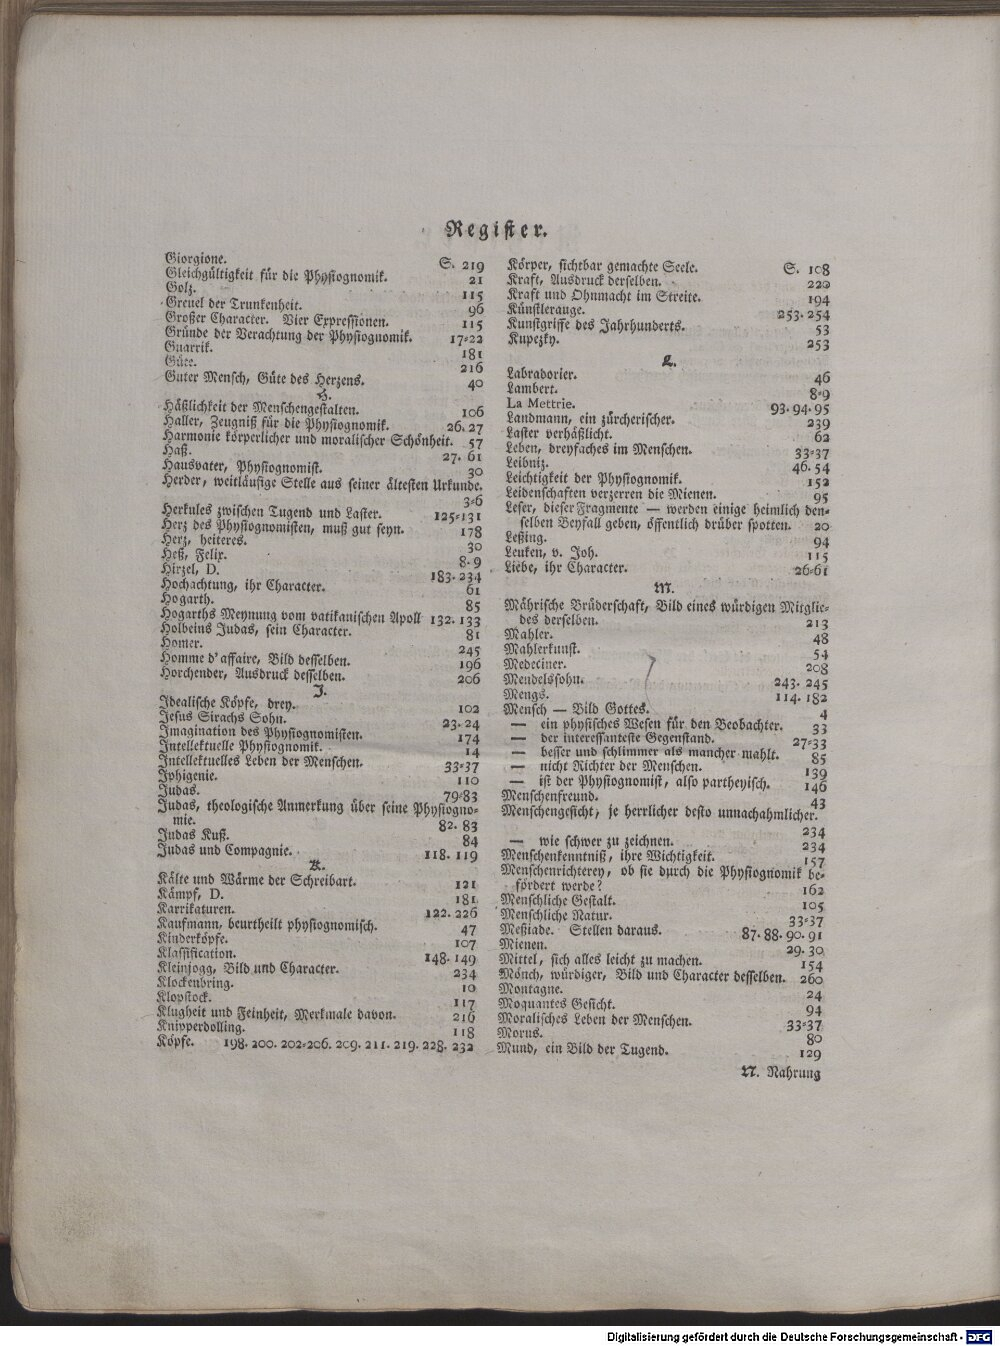 Register.
Giorgione. S. 219
Gleichgültigkeit für die Physiognomik. 21
Golz. 115
Greuel der Trunkenheit. 96
Großer Character. Vier Expressionen. 115
Gründe der Verachtung der Physiognomik. 17-22
Guarrik. 181
Güte. 216
Guter Mensch, Güte des Herzens. 40
H.
Häßlichkeit der Menschengestalten. 106
Haller, Zeugniß für die Physiognomik. 26. 27
Harmonie körperlicher und moralischer Schönheit. 57
Haß. 27. 61
Hausvater, Physiognomist. 30
Herder, weitläufige Stelle aus seiner ältesten Urkunde.
3-6
Herkules zwischen Tugend und Laster. 125-131
Herz des Physiognomisten, muß gut seyn. 178
Herz, heiteres. 30
Heß, Felix. 8. 9
Hirzel, D. 183. 234
Hochachtung, ihr Character. 61
Hogarth. 85
Hogarths Meynung vom vatikanischen Apoll 132. 133
Holbeins Judas, sein Character. 81
Homer. 245
Homme d'affaire, Bild desselben. 196
Horchender, Ausdruck desselben. 206
J.
Idealische Köpfe, drey. 102
Jesus Sirachs Sohn. 23. 24
Imagination des Physiognomisten. 174
Intellektuelle Physiognomik. 14
Intellektuelles Leben der Menschen. 33-37
Iphigenie. 110
Judas. 79-83
Judas, theologische Anmerkung über seine Physiogno-
mie. 82. 83
Judas Kuß. 84
Judas und Compagnie. 118. 119
K.
Kälte und Wärme der Schreibart. 121
Kämpf, D. 181
Karrikaturen. 122. 226
Kaufmann, beurtheilt physiognomisch. 47
Kinderköpfe. 107
Klassification. 148. 149
Kleinjogg, Bild und Character. 234
Klockenbring. 10
Klopstock. 117
Klugheit und Feinheit, Merkmale davon. 216
Knipperdolling. 118
Köpfe. 198. 200. 202-206. 209. 211. 219. 228. 232
Körper, sichtbar gemachte Seele. S. 108
Kraft, Ausdruck derselben. 220
Kraft und Ohnmacht im Streite. 194
Künstlerauge. 253. 254
Kunstgriffe des Jahrhunderts. 53
Kupezky. 253
L.
Labradorier. 46
Lambert. 8-9
La Mettrie. 93. 94. 95
Landmann, ein zürcherischer. 239
Laster verhäßlicht. 62
Leben, dreyfaches im Menschen. 33-37
Leibniz. 46. 54
Leichtigkeit der Physiognomik. 152
Leidenschaften verzerren die Mienen. 95
Leser, dieser Fragmente — werden einige heimlich den-
selben Beyfall geben, öffentlich drüber spotten. 20
Leßing. 94
Leuken, v. Joh. 115
Liebe, ihr Character. 26-61
M.
Mährische Brüderschaft, Bild eines würdigen Mitglie-
des derselben. 213
Mahler. 48
Mahlerkunst. 54
Medeciner. 208
Mendelssohn. 243. 245
Mengs. 114. 182
Mensch — Bild Gottes. 4
— ein physisches Wesen für den Beobachter. 33
— der interessanteste Gegenstand. 27-33
— besser und schlimmer als mancher mahlt. 85
— nicht Richter der Menschen. 139
— ist der Physiognomist, also partheyisch. 146
Menschenfreund. 43
Menschengesicht, je herrlicher desto unnachahmlicher.
234
— wie schwer zu zeichnen. 234
Menschenkenntniß, ihre Wichtigkeit. 157
Menschenrichterey, ob sie durch die Physiognomik be-
fördert werde? 162
Menschliche Gestalt. 105
Menschliche Natur. 33-37
Meßiade. Stellen daraus. 87. 88. 90. 91
Mienen. 29. 30
Mittel, sich alles leicht zu machen. 154
Mönch, würdiger, Bild und Character desselben. 260
Montagne. 24
Moquantes Gesicht. 94
Moralisches Leben der Menschen. 33-37
Morus. 80
Mund, ein Bild der Tugend. 129
N. Nahrung
Digitalisierung gefördert durch die Deutsche Forschungsgemeinschaft - DFG